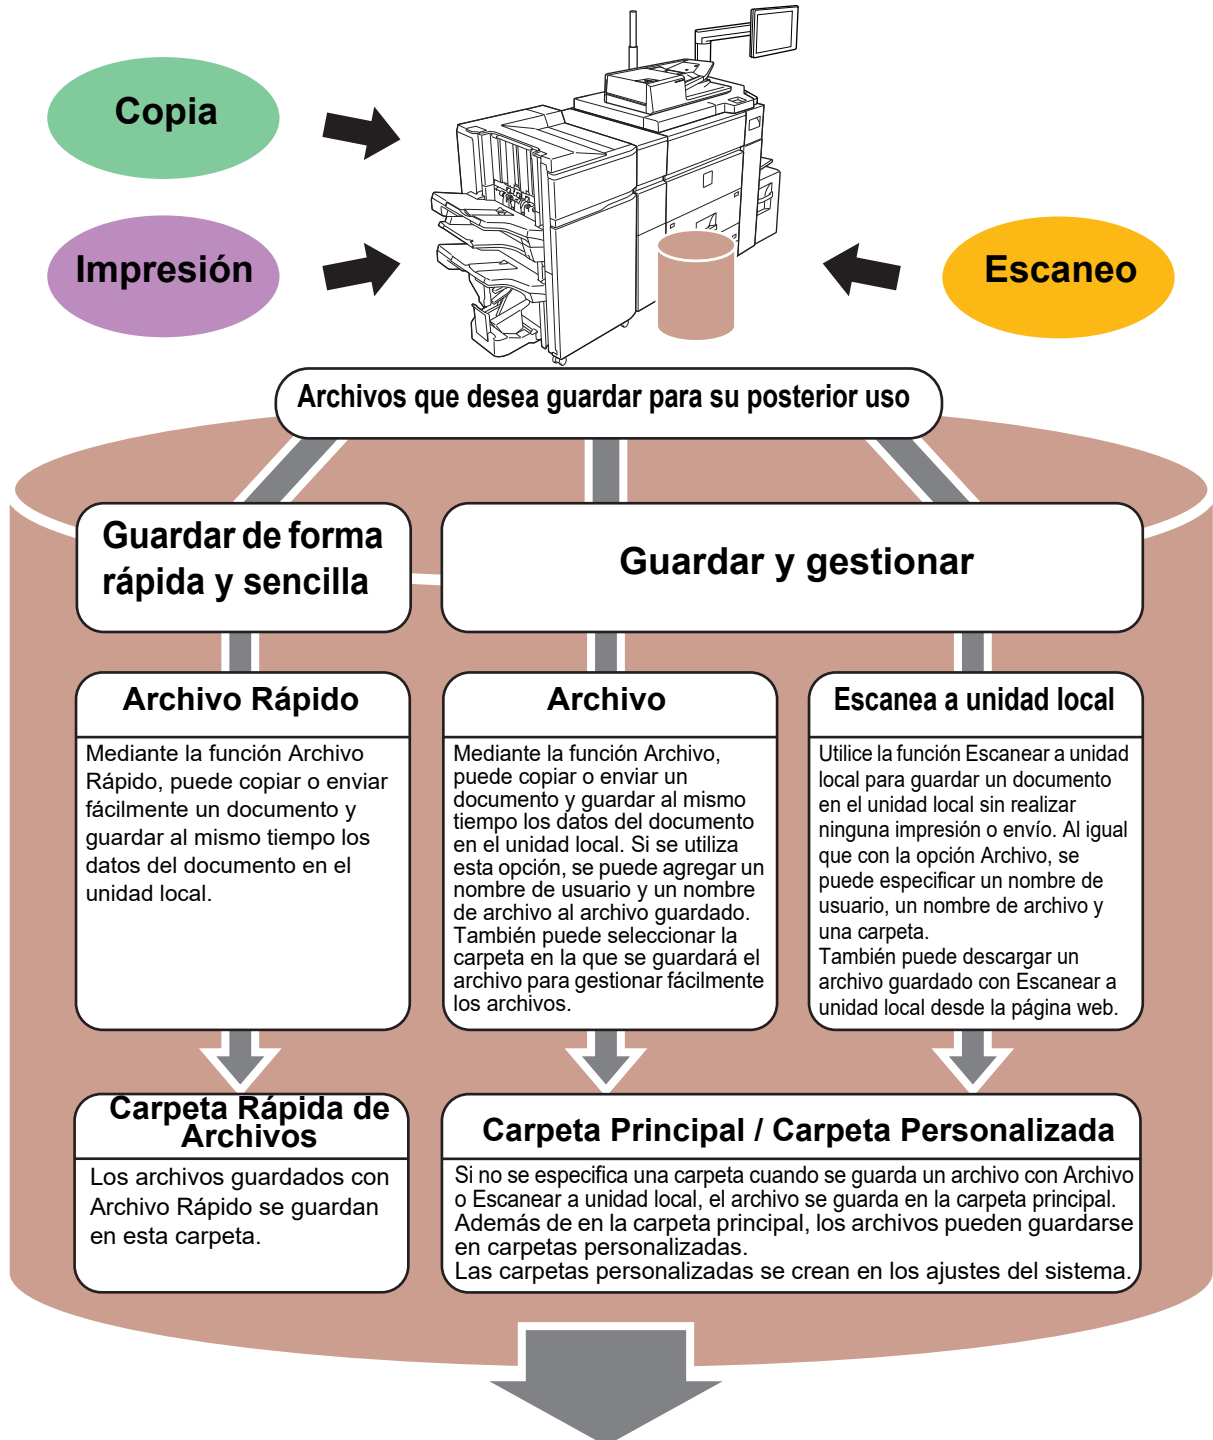 Copia
Impresión
Escaneo
Archivos que desea guardar para su posterior uso
Guardar de forma
rápida y sencilla
Guardar y gestionar
Archivo Rápido
Mediante la función Archivo
Rápido, puede copiar o enviar
fácilmente un documento y
guardar al mismo tiempo los
datos del documento en el
unidad local.
Archivo
Mediante la función Archivo,
puede copiar o enviar un
documento y guardar al mismo
tiempo los datos del documento
en el unidad local. Si se utiliza
esta opción, se puede agregar un
nombre de usuario y un nombre
de archivo al archivo guardado.
También puede seleccionar la
carpeta en la que se guardará el
archivo para gestionar fácilmente
los archivos.
Escanea a unidad local
Utilice la función Escanear a unidad
local para guardar un documento
en el unidad local sin realizar
ninguna impresión o envío. Al igual
que con la opción Archivo, se
puede especificar un nombre de
usuario, un nombre de archivo y
una carpeta.
También puede descargar un
archivo guardado con Escanear a
unidad local desde la página web.
Carpeta Rápida de
Archivos
Los archivos guardados con
Archivo Rápido se guardan
en esta carpeta.
Carpeta Principal / Carpeta Personalizada
Si no se especifica una carpeta cuando se guarda un archivo con Archivo
o Escanear a unidad local, el archivo se guarda en la carpeta principal.
Además de en la carpeta principal, los archivos pueden guardarse
en carpetas personalizadas.
Las carpetas personalizadas se crean en los ajustes del sistema.